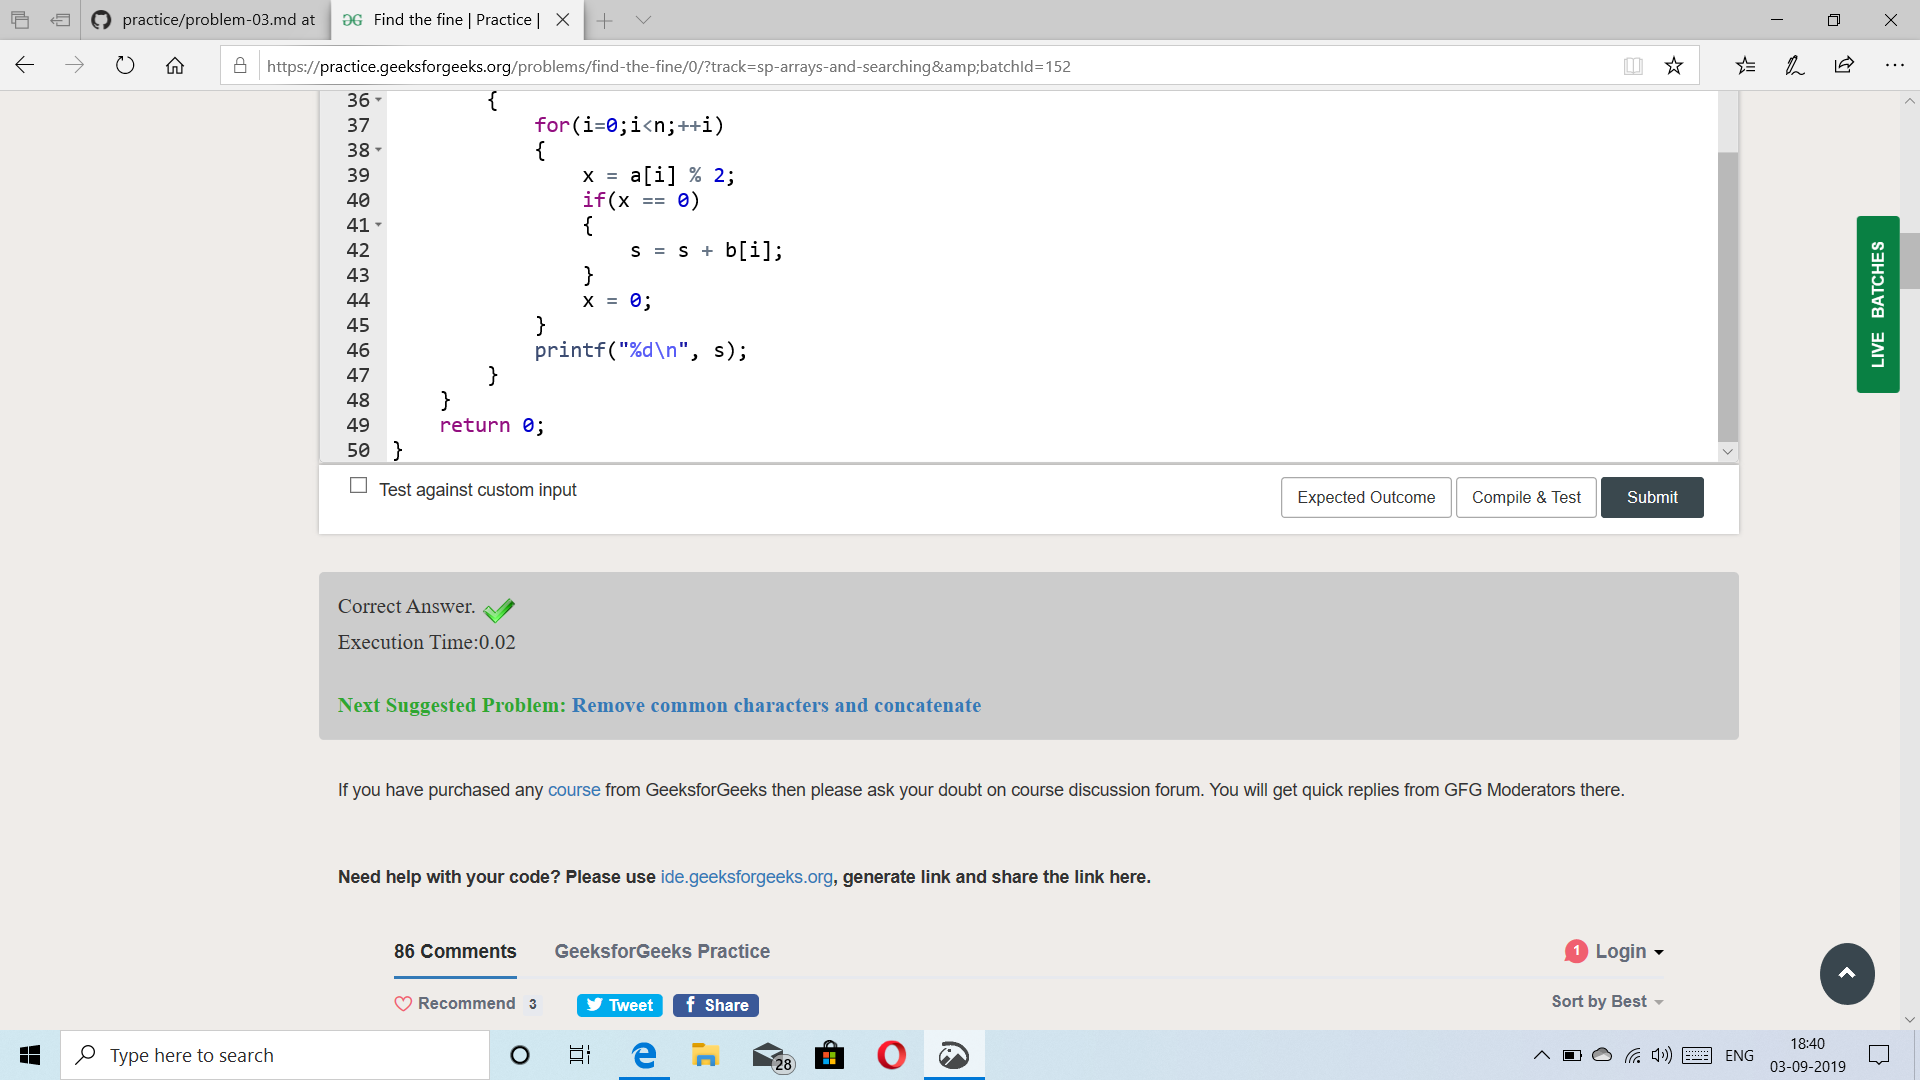 practice/problem-03.md at
Find the fine | Practice |
https://practice.geeksforgeeks.org/problems/find-the-fine/0/?track=sp-arrays-and-searching&amp;batchId=152
36 {
37 for(i=0;i<n;++i)
38 {
39 x = a[i] % 2;
40 if(x == 0)
41 {
42 s = s + b[i];
43 }
44 x = 0;
45 }
46 printf("%d\n", s);
47 }
48 }
49 return 0;
50 }
LIVE BATCHES
Test against custom input
Expected Outcome
Compile & Test
Submit
Correct Answer.
Execution Time:0.02
Next Suggested Problem: Remove common characters and concatenate
If you have purchased any course from GeeksforGeeks then please ask your doubt on course discussion forum. You will get quick replies from GFG Moderators there.
Need help with your code? Please use ide.geeksforgeeks.org, generate link and share the link here.
86 Comments GeeksforGeeks Practice 1 Login
Recommend 3 Tweet f Share Sort by Best
Type here to search
28
ENG
18:40
03-09-2019